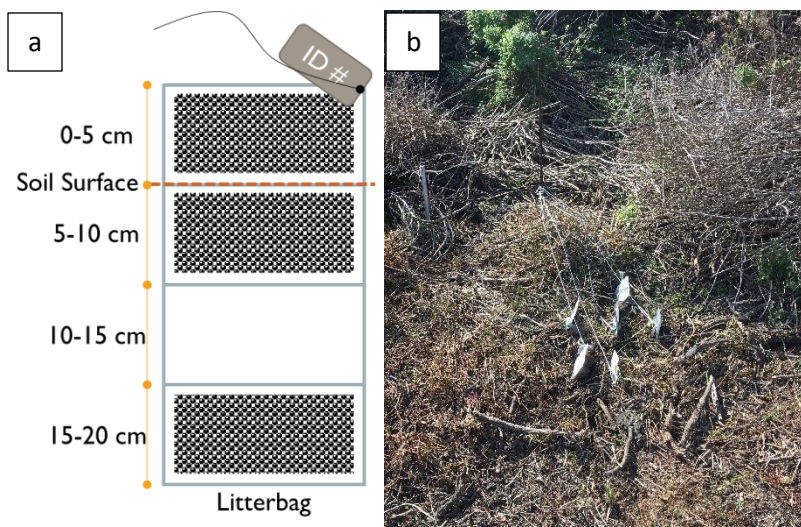 a
ID #
0-5 cm
Soil Surface
5-10 cm
10-15 cm
15-20 cm
Litterbag
b